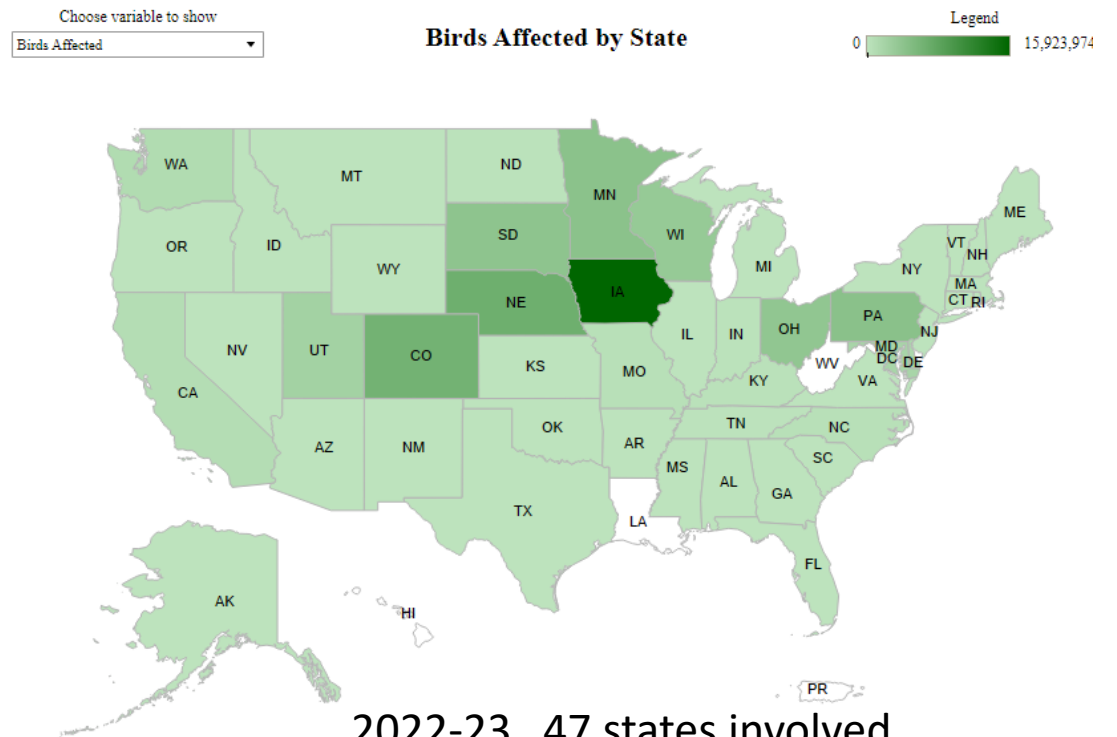 Choose variable to show
Birds Affected
Birds Affected by State
Legend
0
15,923,974
WA
MT
ND
MN
ME
OR
ID
SD
WI
VT
NH
WY
MI
NY
MA
CT RI
NE
IA
PA
NV
UT
CO
IL
IN
OH
NJ
MD
DC DE
WV
KS
MO
KY
VA
CA
AZ
NM
OK
AR
TN
NC
SC
MS
AL
GA
TX
LA
FL
AK
HI
PR
2022-23 47 states involved